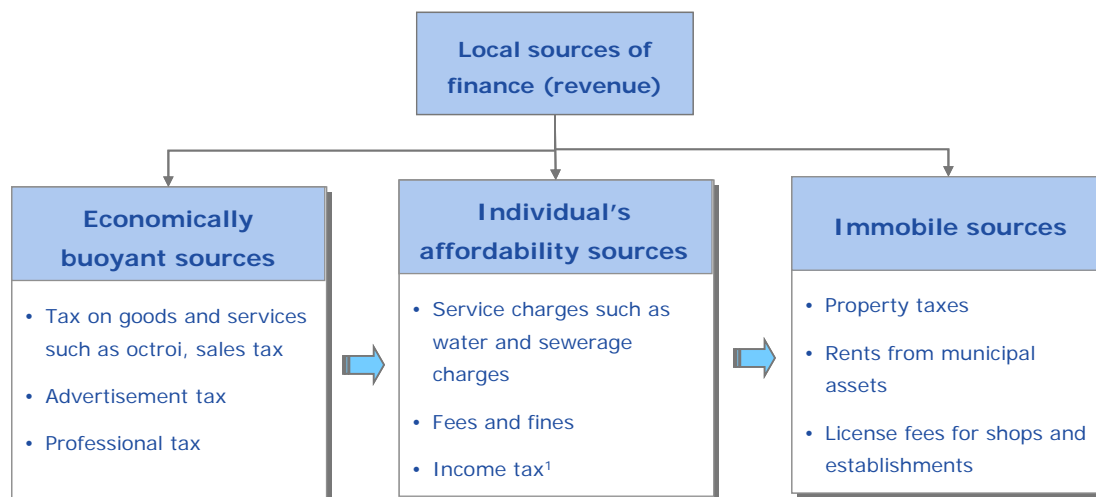 Local sources of
finance (revenue)
Economically
buoyant sources
• Tax on goods and services
such as octroi, sales tax
• Advertisement tax
• Professional tax
Individual's
affordability sources
• Service charges such as
water and sewerage
charges
• Fees and fines
• Income tax¹
Immobile sources
• Property taxes
• Rents from municipal
assets
• License fees for shops and
establishments